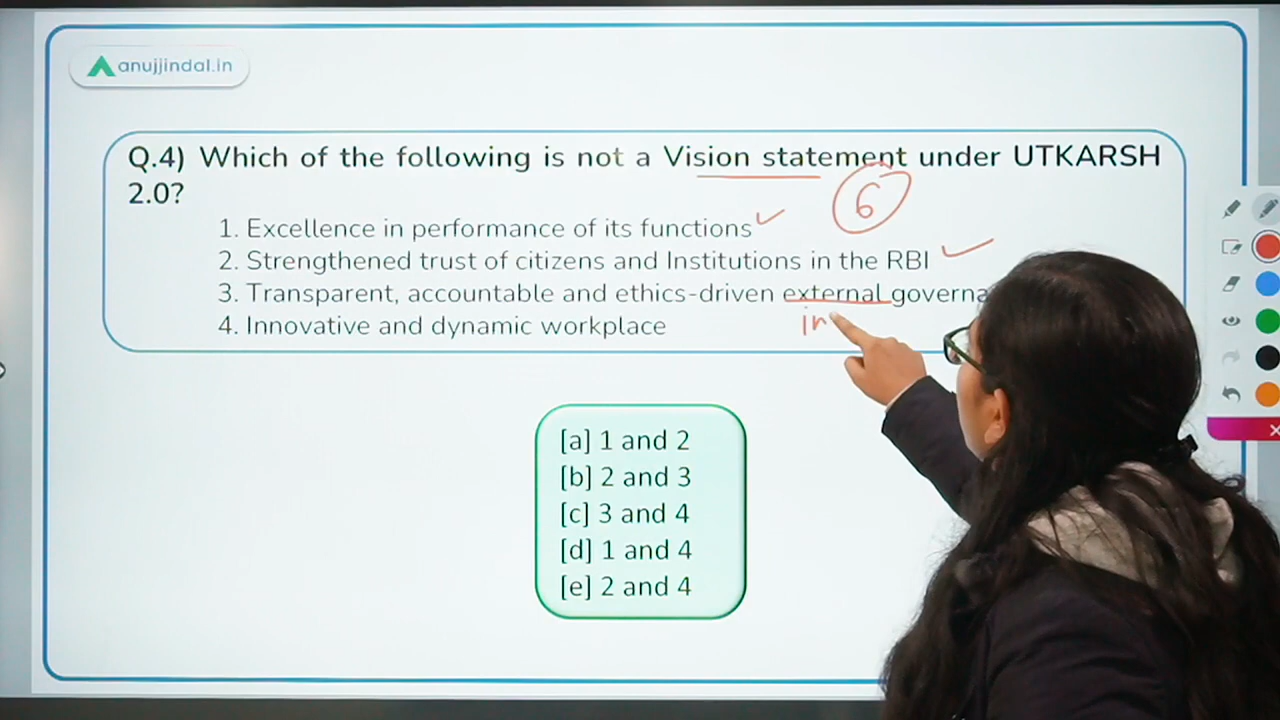 anujjindal.in
Q.4) Which of the following is not a Vision statement under UTKARSH
2.0?
6
1. Excellence in performance of its functions
2. Strengthened trust of citizens and Institutions in the RBI
3. Transparent, accountable and ethics-driven external
in
4. Innovative and dynamic workplace
[a] 1 and 2
[b] 2 and 3
[c] 3 and 4
[d] 1 and 4
[e] 2 and 4